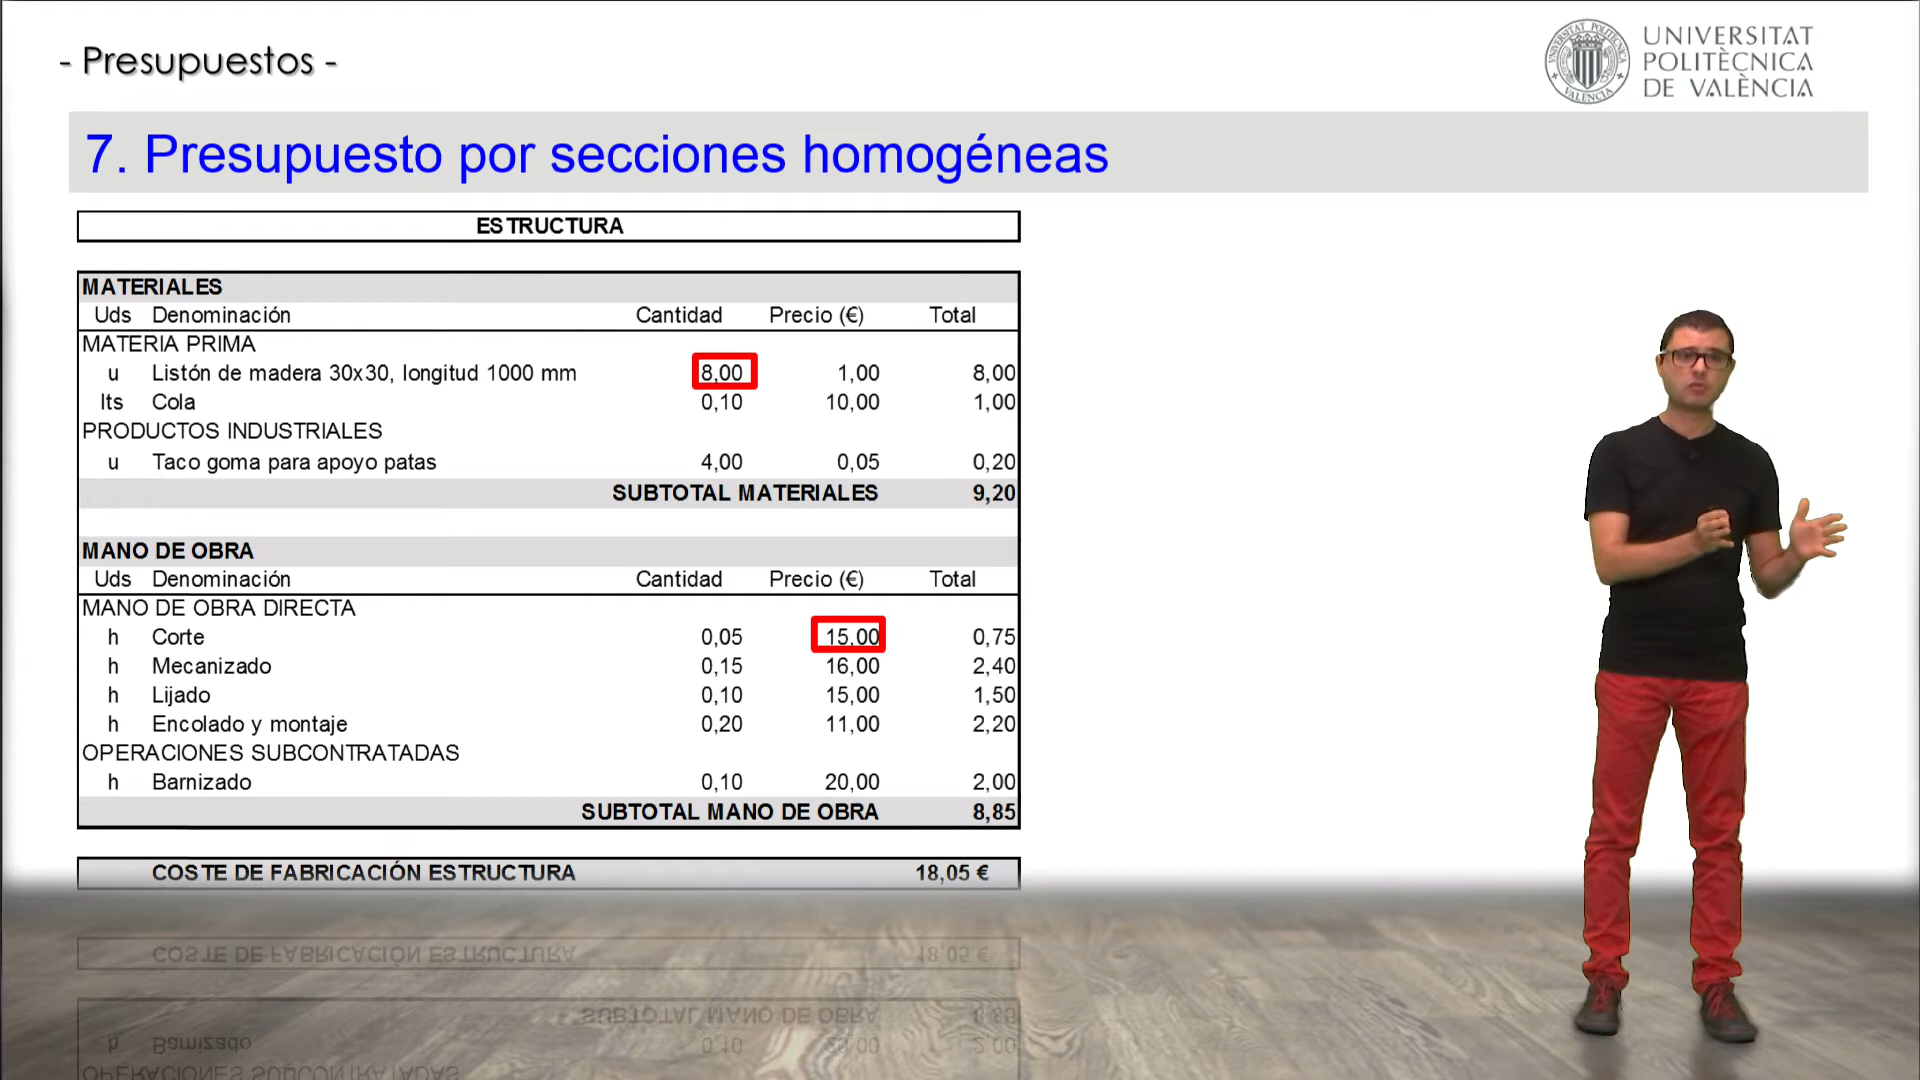 - Presupuestos -
UNIVERSITAT
POLITÈCNICA
DE VALÈNCIA
7. Presupuesto por secciones homogéneas
ESTRUCTURA
MATERIALES
Uds Denominación Cantidad Precio (€) Total
MATERIA PRIMA
u Listón de madera 30x30, longitud 1000 mm 8,00 1,00 8,00
lts Cola 0,10 10,00 1,00
PRODUCTOS INDUSTRIALES
u Taco goma para apoyo patas 4,00 0,05 0,20
SUBTOTAL MATERIALES 9,20
MANO DE OBRA
Uds Denominación Cantidad Precio (€) Total
MANO DE OBRA DIRECTA
h Corte 0,05 15,00 0,75
h Mecanizado 0,15 16,00 2,40
h Lijado 0,10 15,00 1,50
h Encolado y montaje 0,20 11,00 2,20
OPERACIONES SUBCONTRATADAS
h Barnizado 0,10 20,00 2,00
SUBTOTAL MANO DE OBRA 8,85
COSTE DE FABRICACIÓN ESTRUCTURA 18,05 €